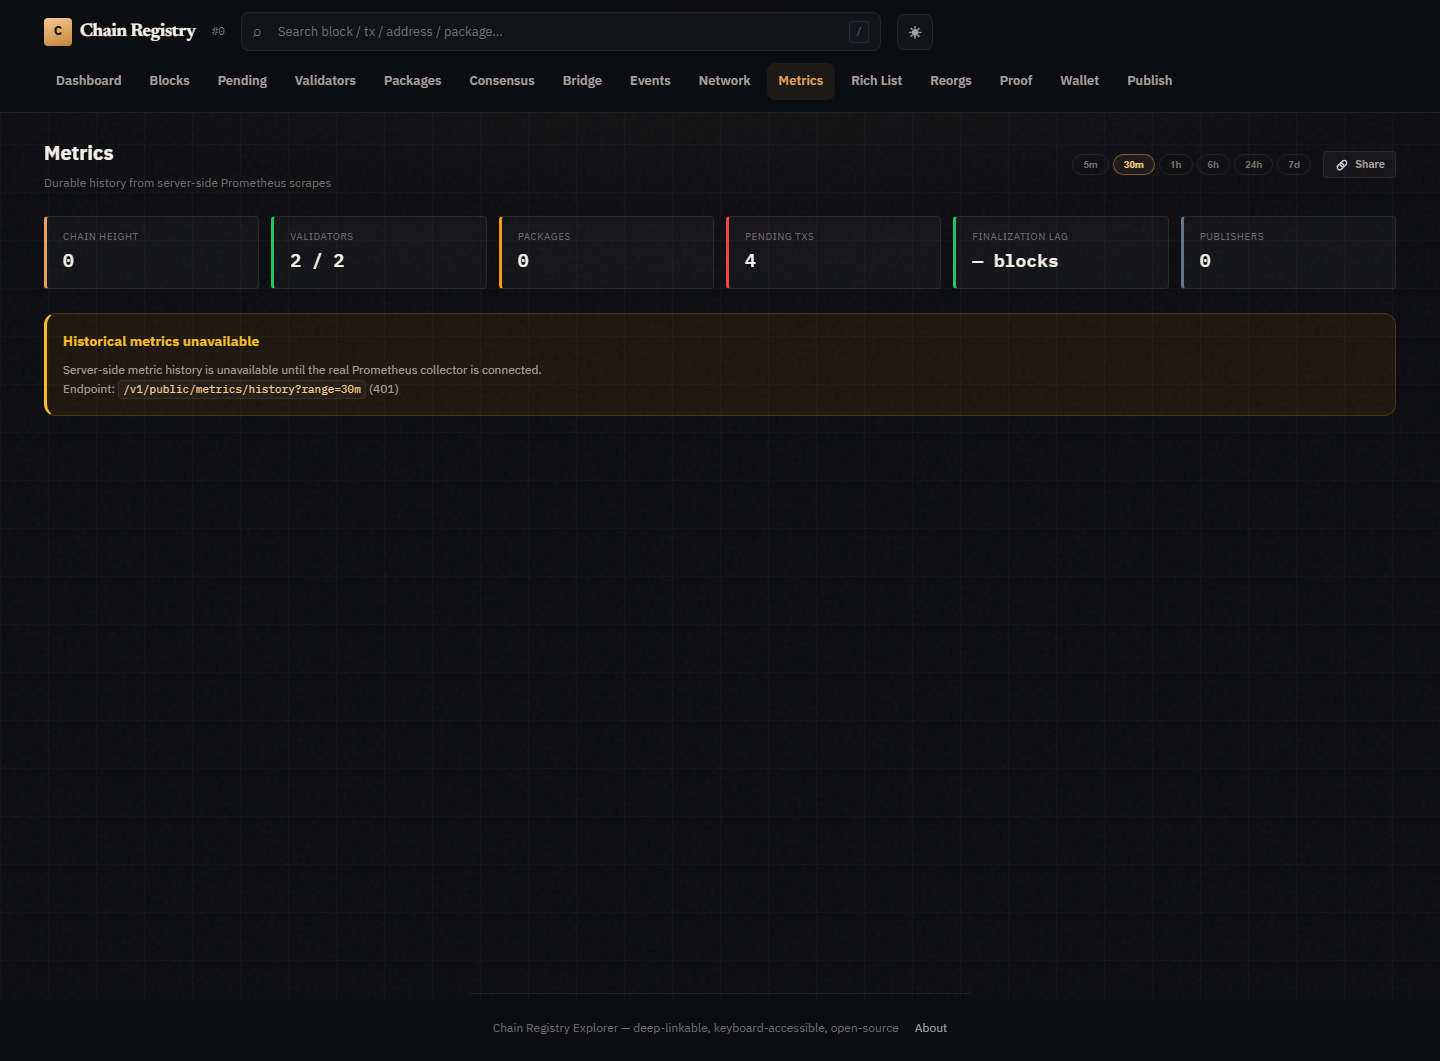 C Chain Registry #0 Search block / tx / address / package... /
Dashboard Blocks Pending Validators Packages Consensus Bridge Events Network Metrics Rich List Reorgs Proof Wallet Publish
Metrics
Durable history from server-side Prometheus scrapes
5m 30m 1h 6h 24h 7d Share
CHAIN HEIGHT
0
VALIDATORS
2 / 2
PACKAGES
0
PENDING TXS
4
FINALIZATION LAG
— blocks
PUBLISHERS
0
Historical metrics unavailable
Server-side metric history is unavailable until the real Prometheus collector is connected.
Endpoint: /v1/public/metrics/history?range=30m (401)
Chain Registry Explorer — deep-linkable, keyboard-accessible, open-source About